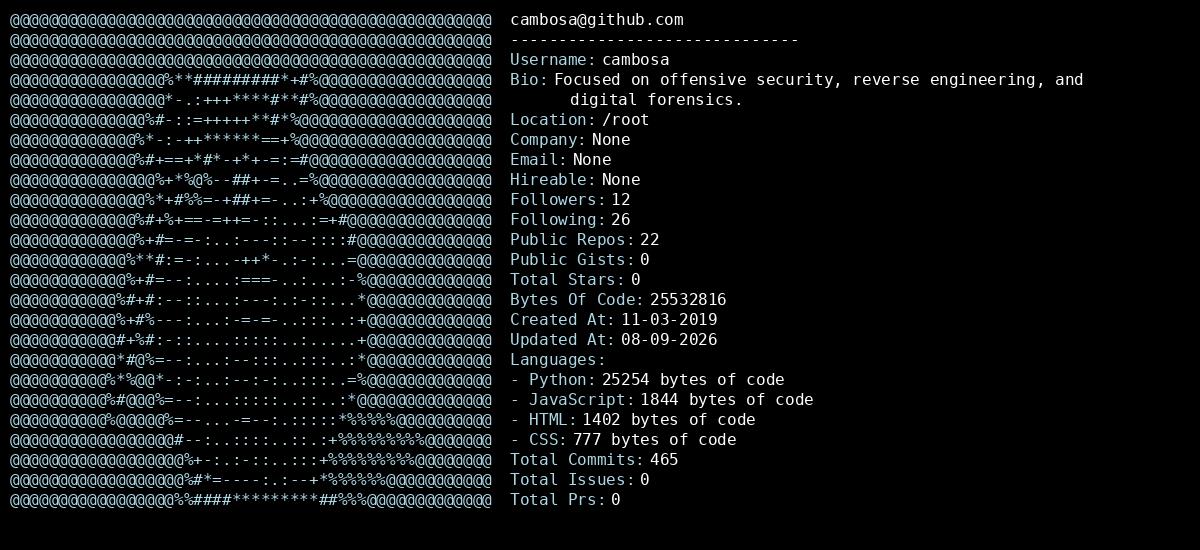 cambosa@github.com
------------------------------
Username: cambosa
Bio: Focused on offensive security, reverse engineering, and
digital forensics.
Location: /root
Company: None
Email: None
Hireable: None
Followers: 12
Following: 26
Public Repos: 22
Public Gists: 0
Total Stars: 0
Bytes Of Code: 25532816
Created At: 11-03-2019
Updated At: 08-09-2026
Languages:
- Python: 25254 bytes of code
- JavaScript: 1844 bytes of code
- HTML: 1402 bytes of code
- CSS: 777 bytes of code
Total Commits: 465
Total Issues: 0
Total Prs: 0